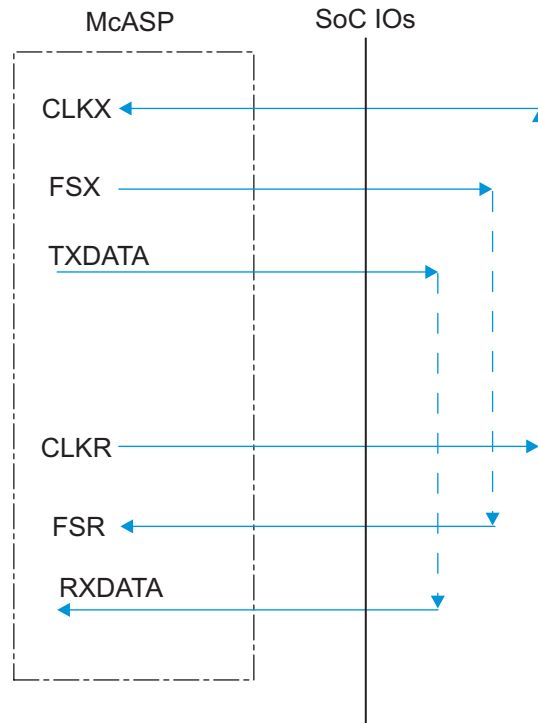 McASP
SoC IOs
CLKX
FSX
TXDATA
CLKR
FSR
RXDATA